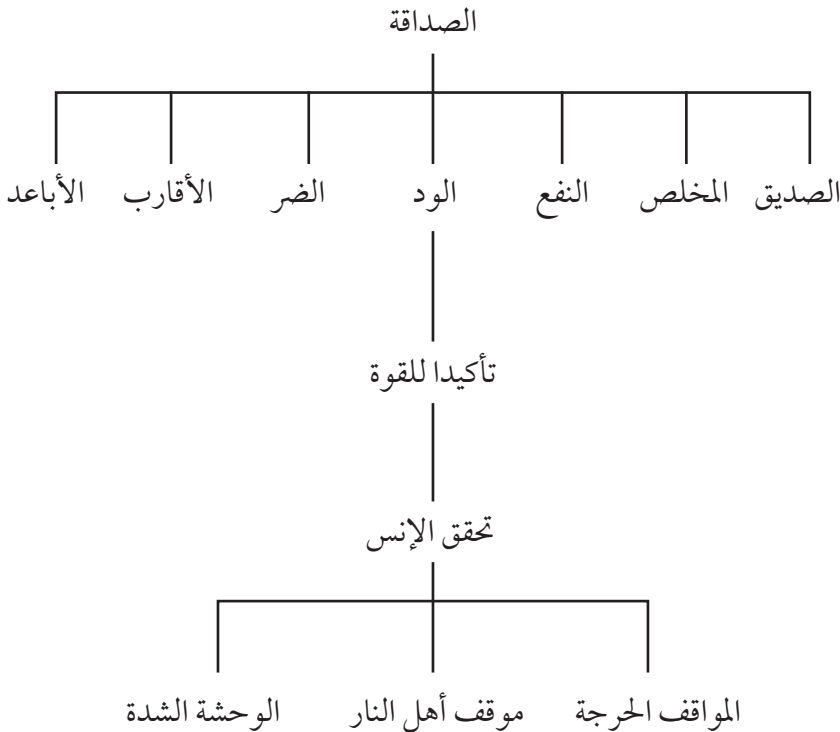 الصداقة
الصديق المخلص النفع الود الضر الأقارب الأباعد
تأكيدا للقوة
تحقق الإنس
المواقف الحرجة موقف أهل النار الوحشة الشدة